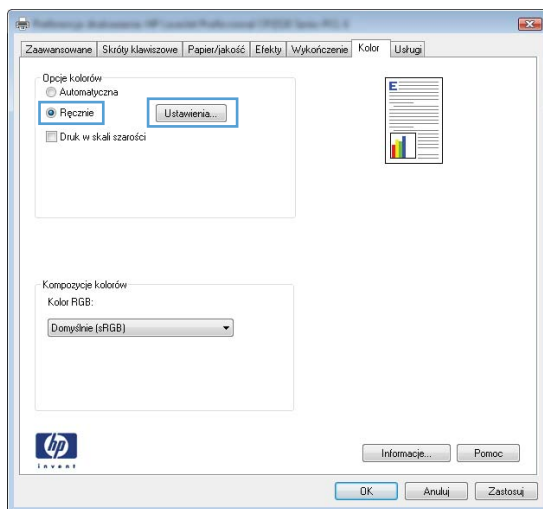 Zaawansowane Skróty klawiszowe Papier/jakość Efekty Wykończenie Kolor Usługi
Opcje kolorów
Automatyczna
Ręcznie Ustawienia...
Druk w skali szarości
E
Kompozycje kolorów
Kolor RGB:
Domyślnie (sRGB)
hp
invent
Informacje... Pomoc
OK Anuluj Zastosuj